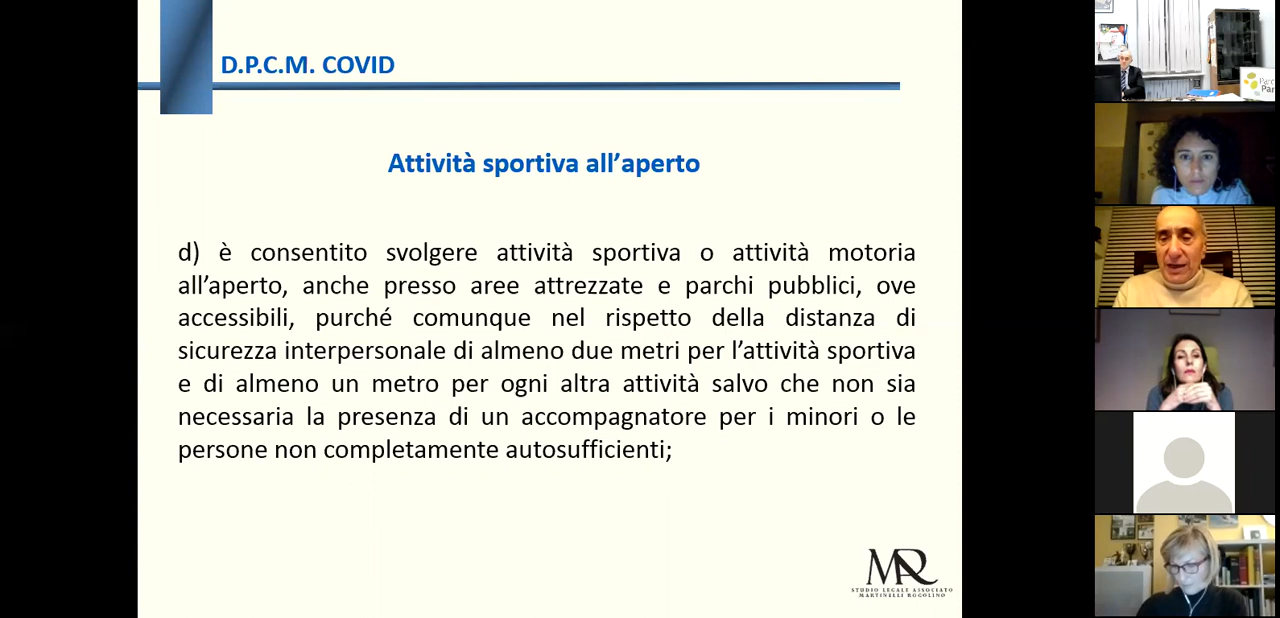 D.P.C.M. COVID
Attività sportiva all’aperto
d) è consentito svolgere attività sportiva o attività motoria
all’aperto, anche presso aree attrezzate e parchi pubblici, ove
accessibili, purché comunque nel rispetto della distanza di
sicurezza interpersonale di almeno due metri per l’attività sportiva
e di almeno un metro per ogni altra attività salvo che non sia
necessaria la presenza di un accompagnatore per i minori o le
persone non completamente autosufficienti;
MR
STUDIO LEGALE ASSOCIATO
MARTINELLI ROGOLINO